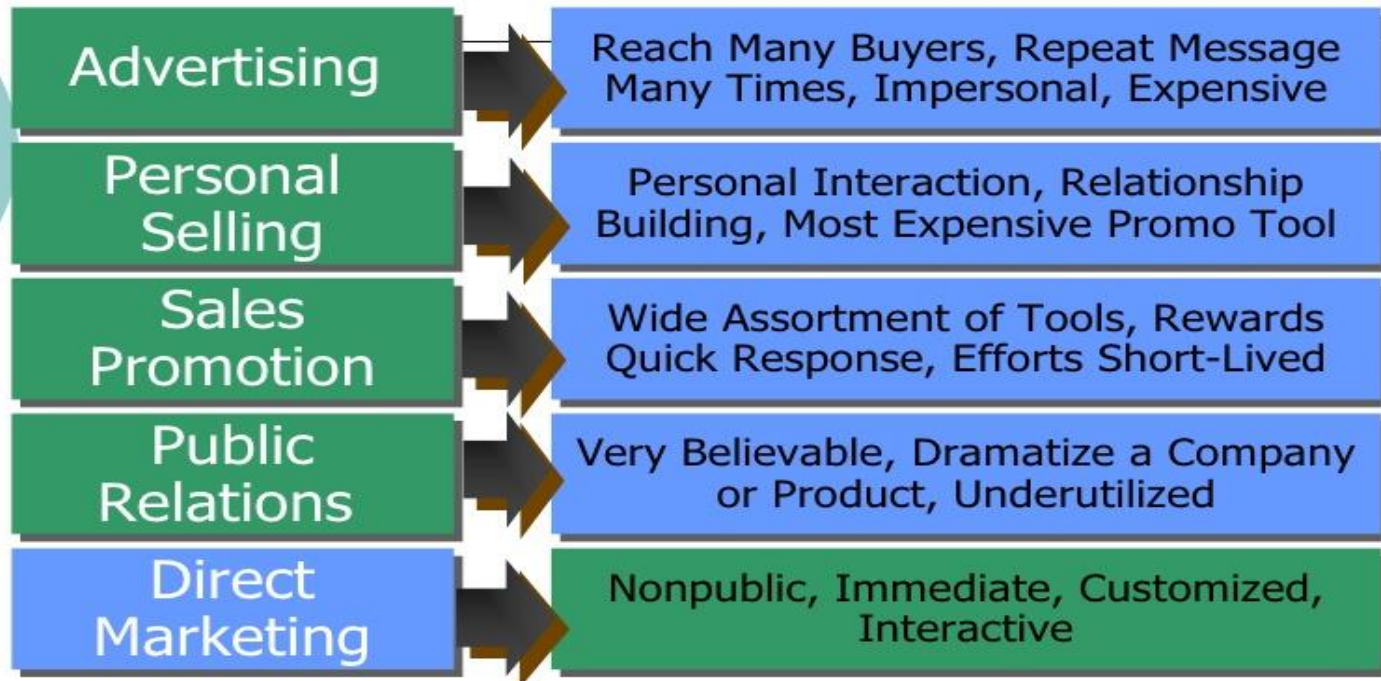 Advertising
Reach Many Buyers, Repeat Message
Many Times, Impersonal, Expensive
Personal
Selling
Personal Interaction, Relationship
Building, Most Expensive Promo Tool
Sales
Promotion
Wide Assortment of Tools, Rewards
Quick Response, Efforts Short-Lived
Public
Relations
Very Believable, Dramatize a Company
or Product, Underutilized
Direct
Marketing
Nonpublic, Immediate, Customized,
Interactive